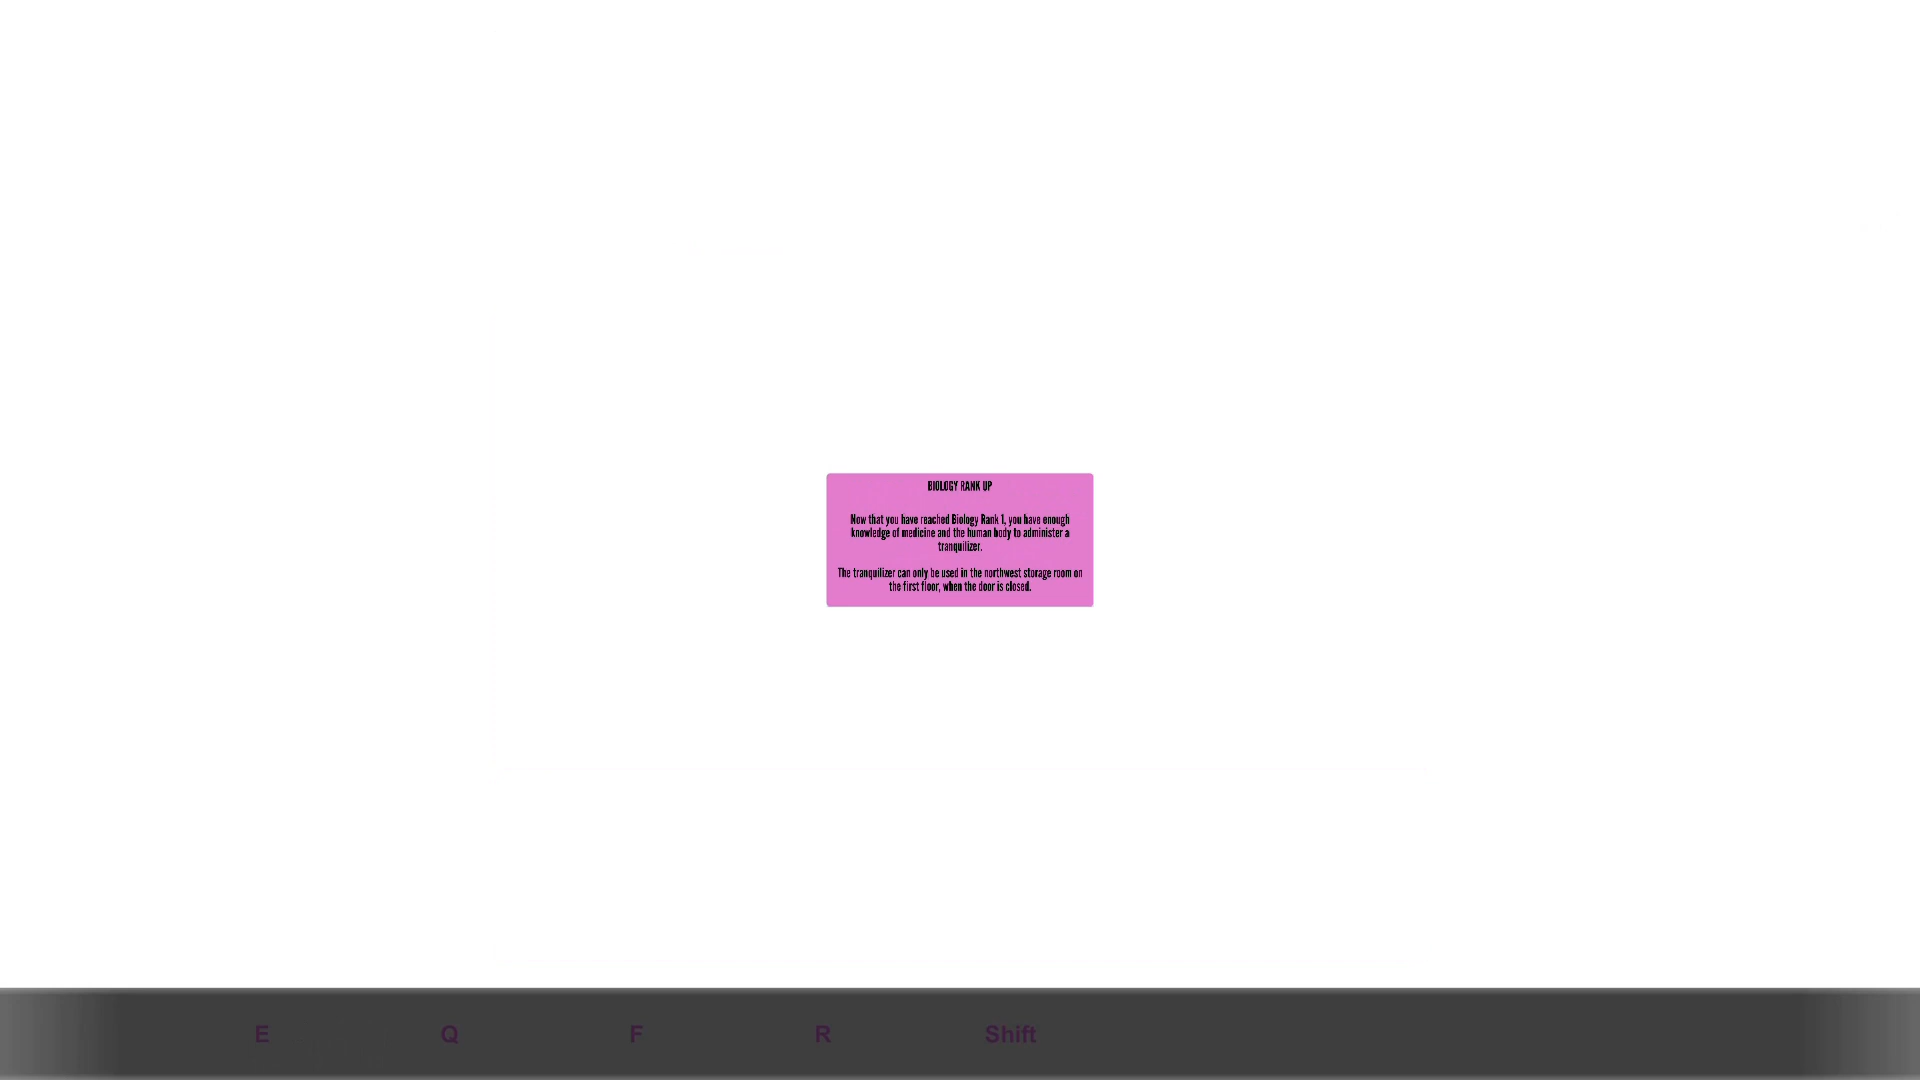 BIOLOGY RANK UP
Now that you have reached Biology Rank 1, you have enough
knowledge of medicine and the human body to administer a
tranquilizer.
The tranquilizer can only be used in the northwest storage room on
the first floor, when the door is closed.
E Q F R Shift